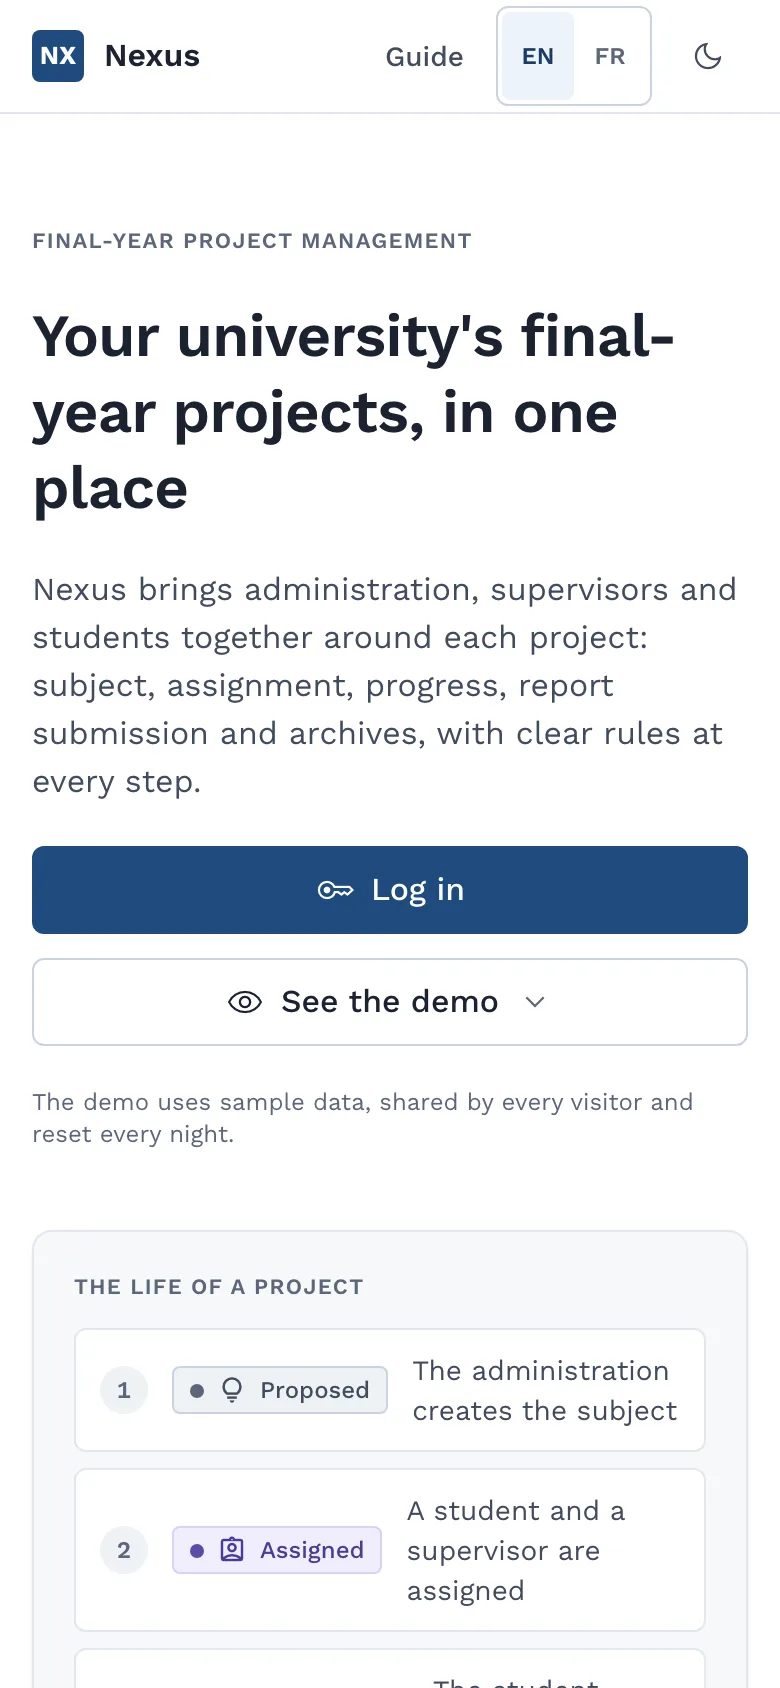 NX Nexus Guide EN FR
FINAL-YEAR PROJECT MANAGEMENT
Your university's final-
year projects, in one
place
Nexus brings administration, supervisors and
students together around each project:
subject, assignment, progress, report
submission and archives, with clear rules at
every step.
Log in
See the demo
The demo uses sample data, shared by every visitor and
reset every night.
THE LIFE OF A PROJECT
1 Proposed
The administration
creates the subject
2 Assigned
A student and a
supervisor are
assigned
The student